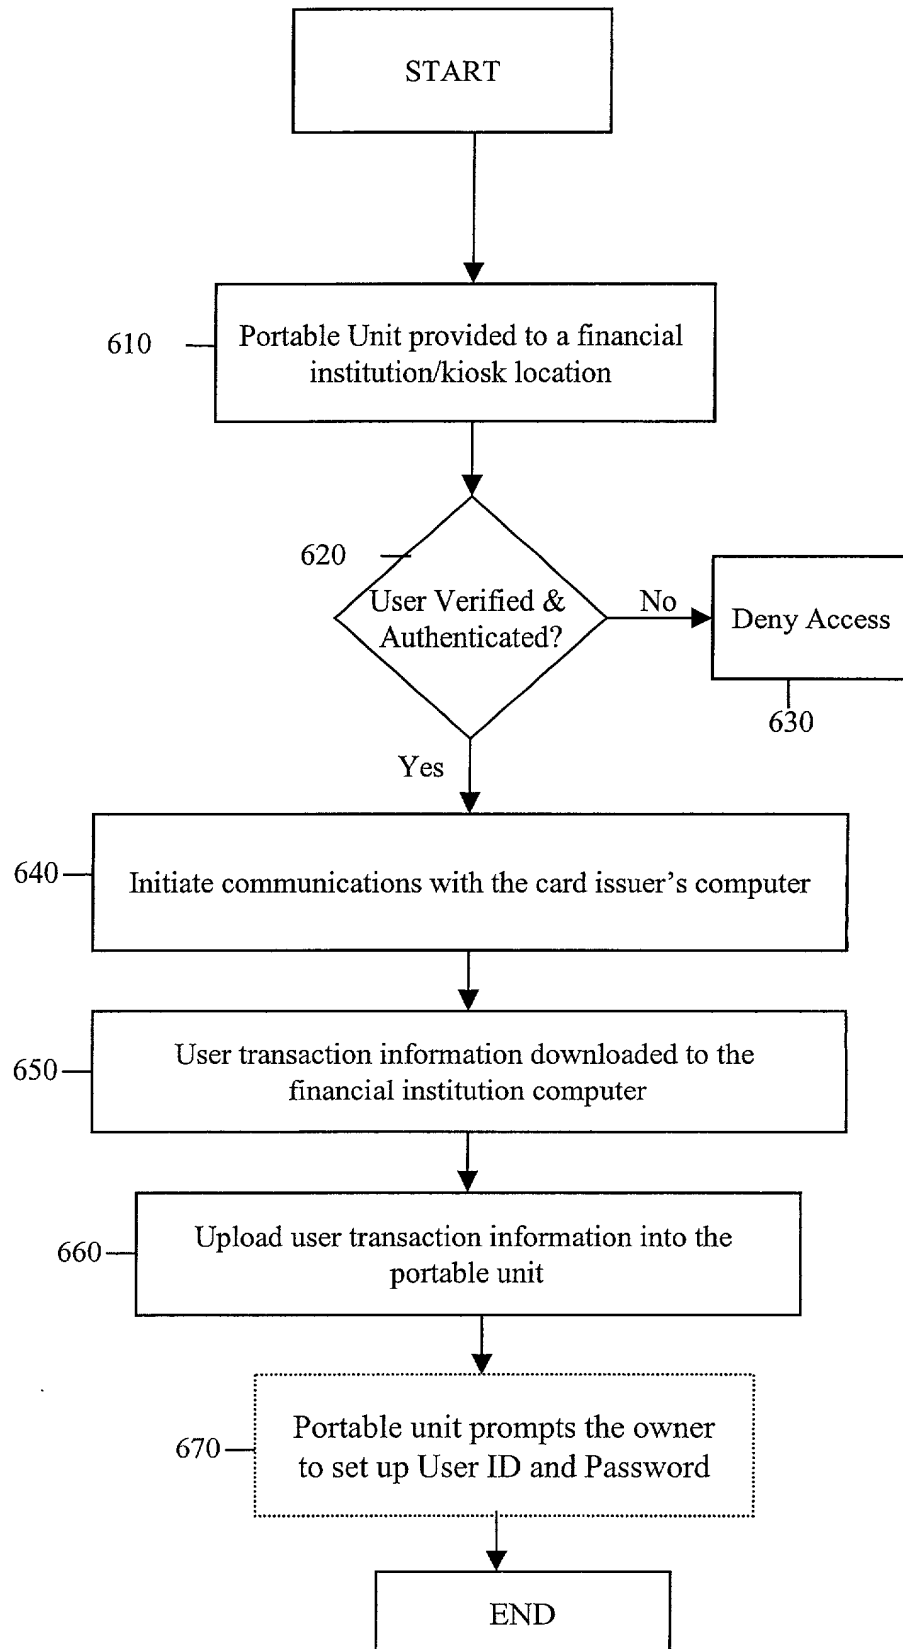 START
610
Portable Unit provided to a financial
institution/kiosk location
620
User Verified &
Authenticated?
No
Deny Access
630
Yes
640
Initiate communications with the card issuer’s computer
650
User transaction information downloaded to the
financial institution computer
660
Upload user transaction information into the
portable unit
670
Portable unit prompts the owner
to set up User ID and Password
END